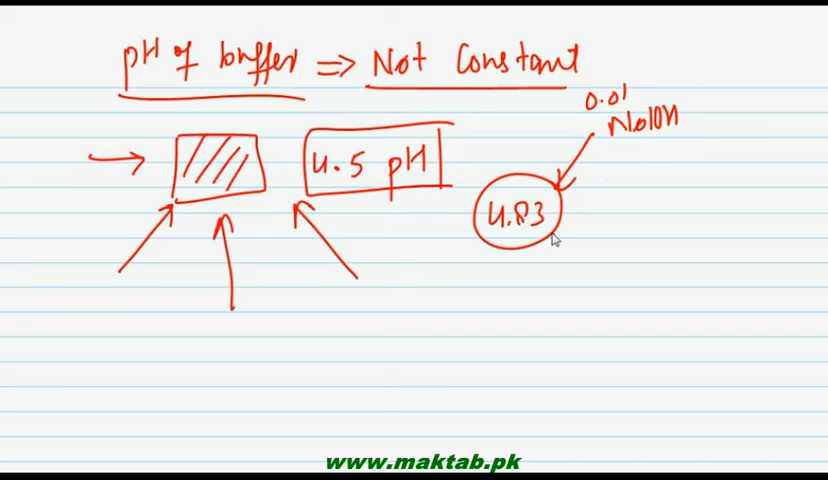 pH of buffer => Not Constant
0.01
NaOH
4.5 pH
4.83
www.maktab.pk